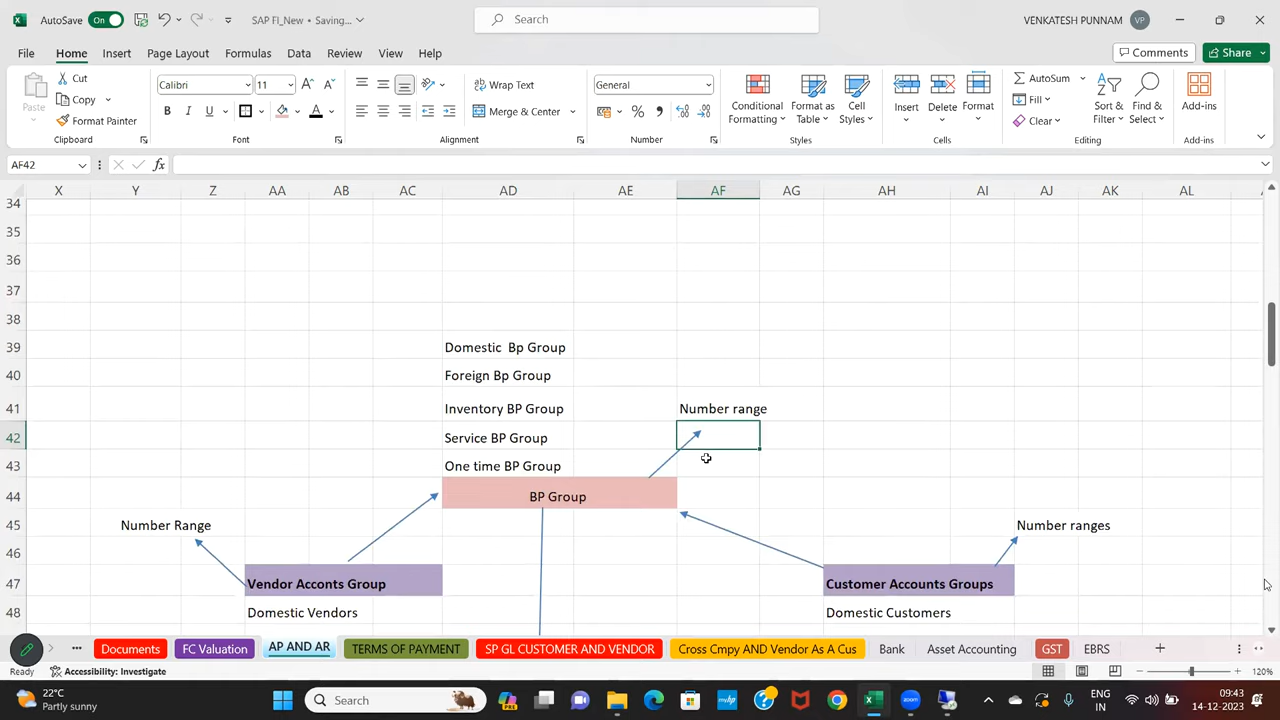 AutoSave On SAP FI_New • Saving... Search VENKATESH PUNNAM VP
File Home Insert Page Layout Formulas Data Review View Help Comments Share
Paste Cut Copy Format Painter Clipboard
Calibri 11 A A B I U A Font
Wrap Text Merge & Center Alignment
General % , Number
Conditional Formatting Format as Table Cell Styles Styles
Insert Delete Format Cells
AutoSum Fill Clear Sort & Filter Find & Select Editing
Add-ins Add-ins
AF42 fx
X Y Z AA AB AC AD AE AF AG AH AI AJ AK AL
34
35
36
37
38
39 Domestic Bp Group
40 Foreign Bp Group
41 Inventory BP Group Number range
42 Service BP Group
43 One time BP Group
44 BP Group
45 Number Range Number ranges
46
47 Vendor Acconts Group Customer Accounts Groups
48 Domestic Vendors Domestic Customers
... Documents FC Valuation AP AND AR TERMS OF PAYMENT SP GL CUSTOMER AND VENDOR Cross Cmpy AND Vendor As A Cus Bank Asset Accounting GST EBRS
Ready Accessibility: Investigate 120%
22°C
Partly sunny
Search
ENG
IN
09:43
14-12-2023